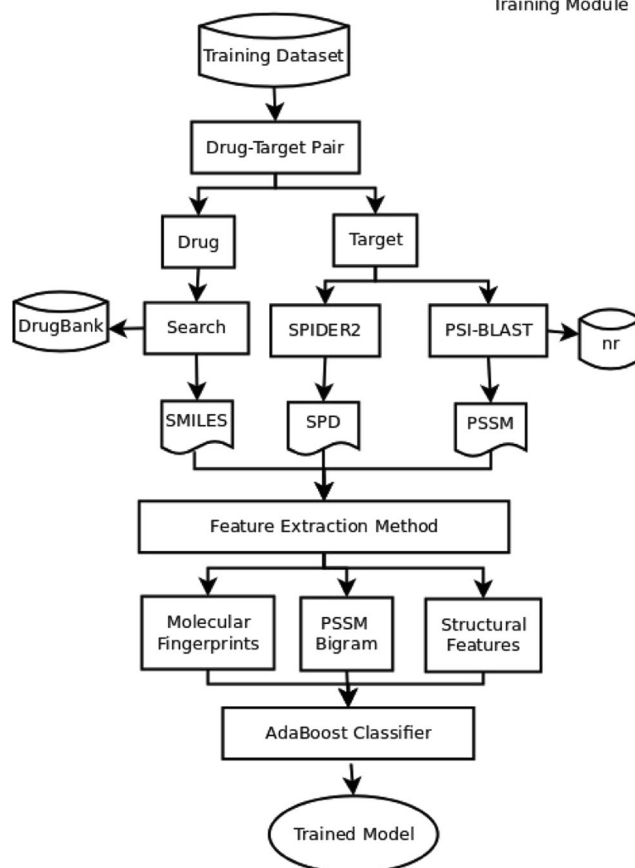 Training Module
Training Dataset
Drug-Target Pair
Drug
Target
DrugBank
Search
SPIDER2
PSI-BLAST
nr
SMILES
SPD
PSSM
Feature Extraction Method
Molecular
Fingerprints
PSSM
Bigram
Structural
Features
AdaBoost Classifier
Trained Model